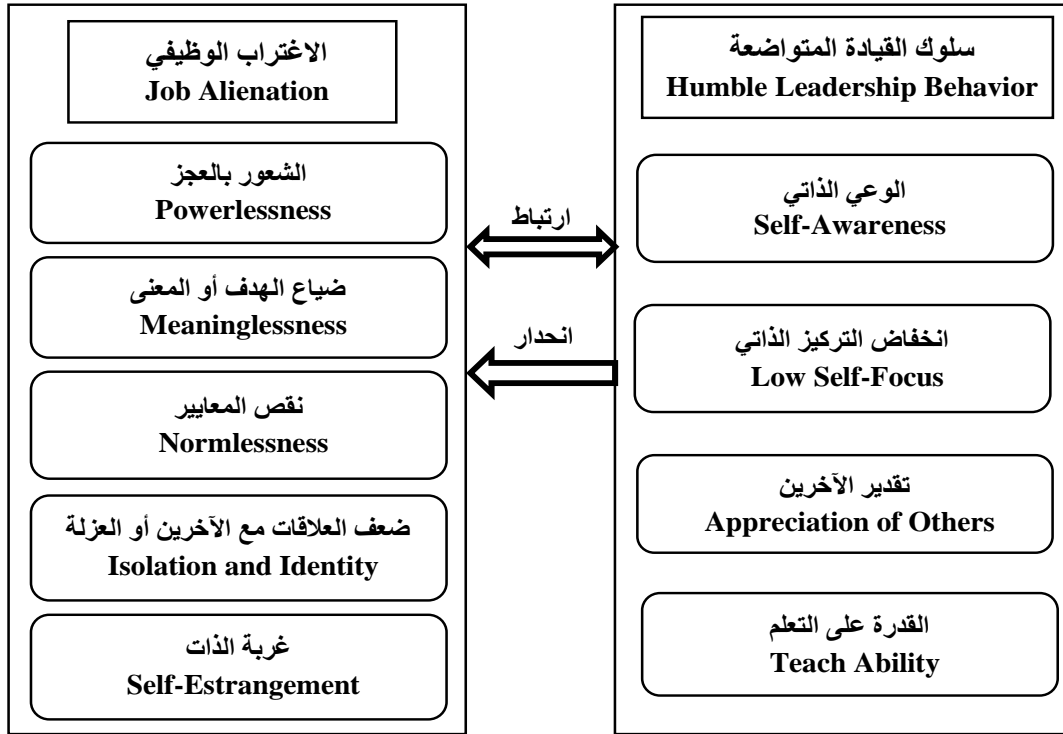 سلوك القيادة المتواضعة
Humble Leadership Behavior
الوعي الذاتي
Self-Awareness
انخفاض التركيز الذاتي
Low Self-Focus
تقدير الآخرين
Appreciation of Others
القدرة على التعلم
Teach Ability
ارتباط
انحدار
الاغتراب الوظيفي
Job Alienation
الشعور بالعجز
Powerlessness
ضياع الهدف أو المعنى
Meaninglessness
نقص المعايير
Normlessness
ضعف العلاقات مع الآخرين أو العزلة
Isolation and Identity
غربة الذات
Self-Estrangement